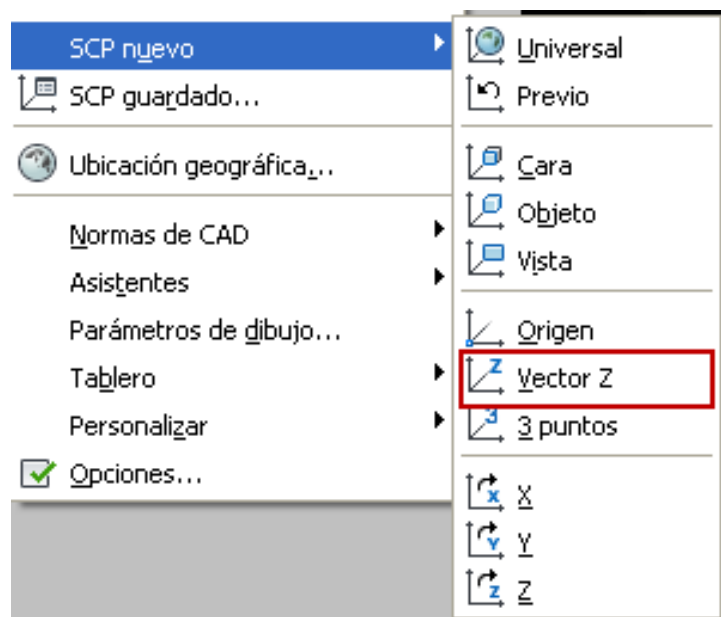 SCP nuevo
SCP guardado...
Ubicación geográfica...
Normas de CAD
Asistentes
Parámetros de dibujo...
Tablero
Personalizar
Opciones...
Universal
Previo
Cara
Objeto
Vista
Origen
Vector Z
3 puntos
X
Y
Z